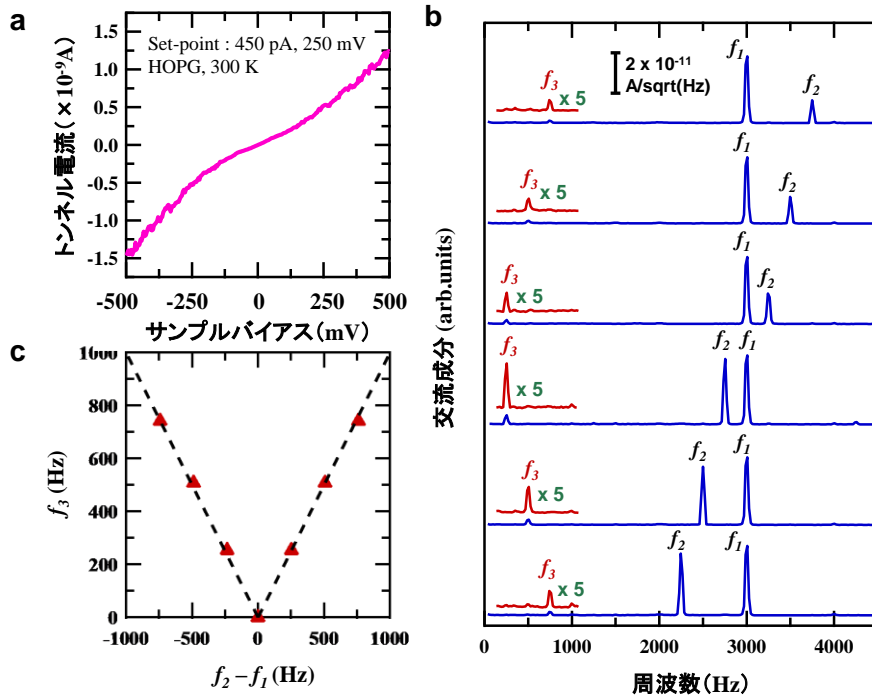 a
1.5
1.0
0.5
0.0
-0.5
-1.0
-1.5
トンネル電流(×10-9A)
Set-point : 450 pA, 250 mV
HOPG, 300 K
-500 -250 0 250 500
サンプルバイアス(mV)
c
1000
800
600
400
200
0
f3 (Hz)
-1000 -500 0 500 1000
f2 – f1 (Hz)
b
交流成分 (arb.units)
2 x 10-11
A/sqrt(Hz)
f3 x 5 f1 f2
f3 x 5 f1 f2
f3 x 5 f1 f2
f3 x 5 f2 f1
f3 x 5 f2 f1
f3 x 5 f2 f1
0 1000 2000 3000 4000
周波数(Hz)